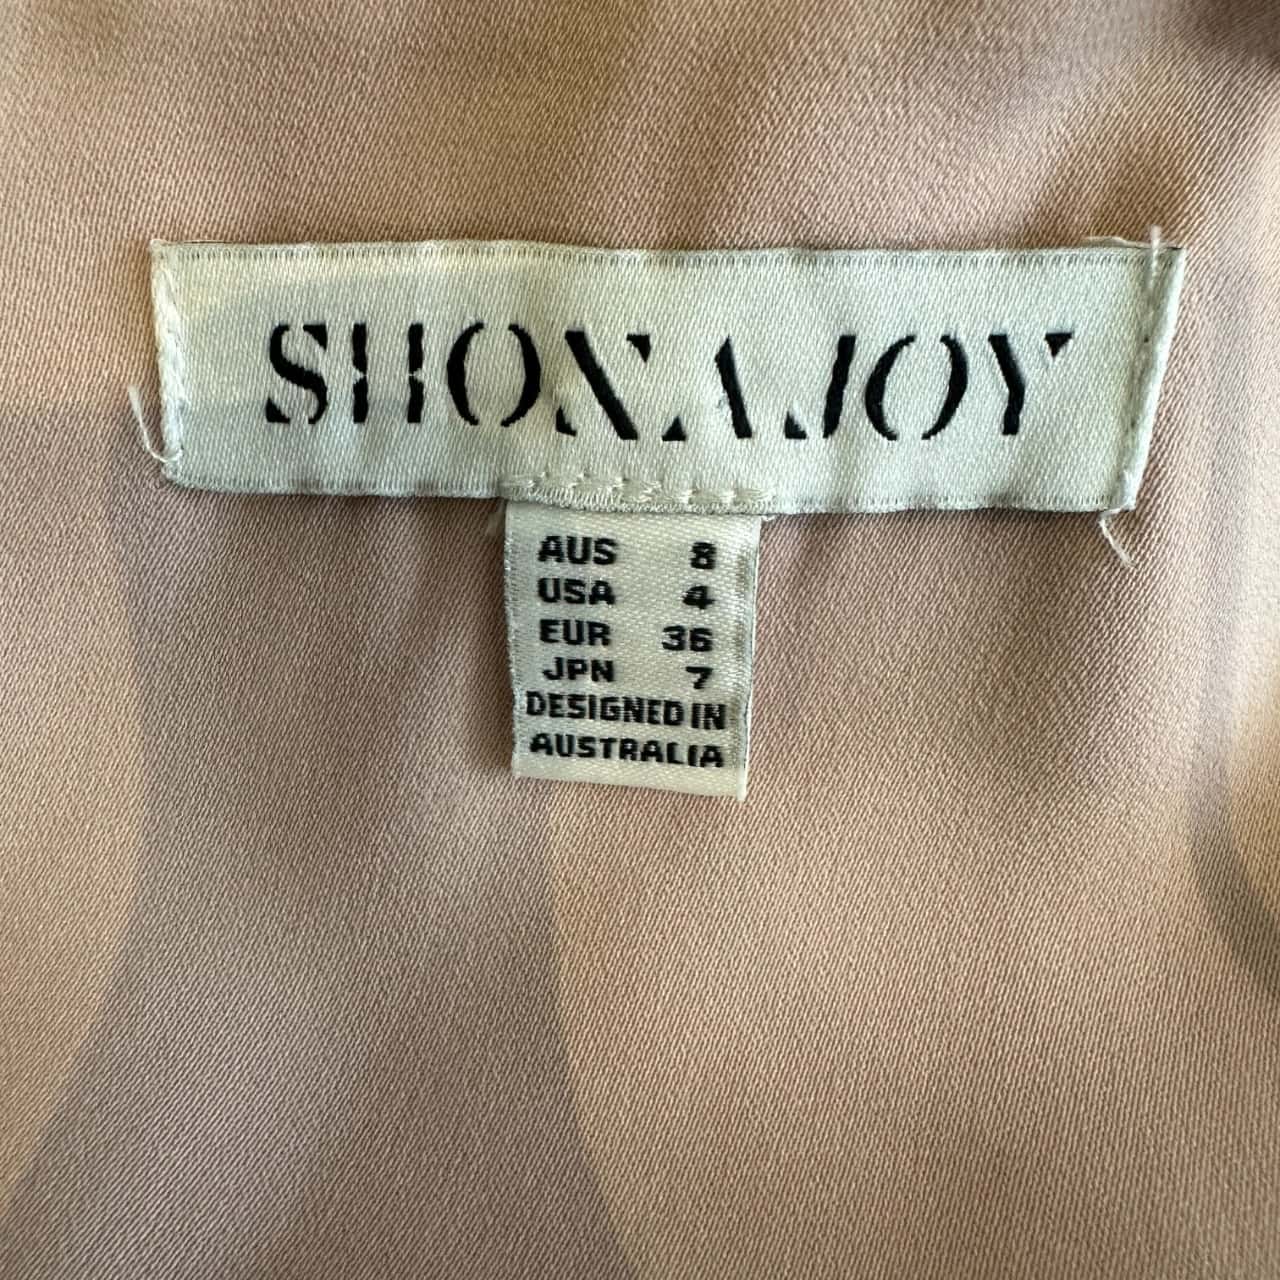 SHONA JOY
AUS 8
USA 4
EUR 36
JPN 7
DESIGNED IN
AUSTRALIA